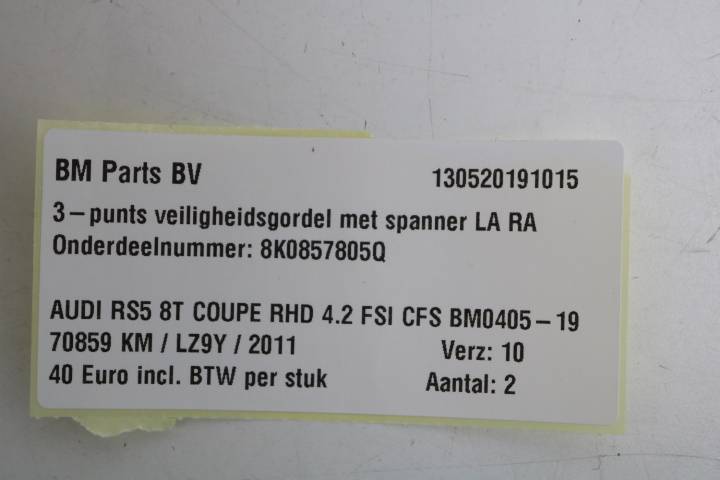 BM Parts BV 130520191015
3-punts veiligheidsgordel met spanner LA RA
Onderdeelnummer: 8K0857805Q
AUDI RS5 8T COUPE RHD 4.2 FSI CFS BM0405-19
70859 KM / LZ9Y / 2011 Verz: 10
40 Euro incl. BTW per stuk Aantal: 2